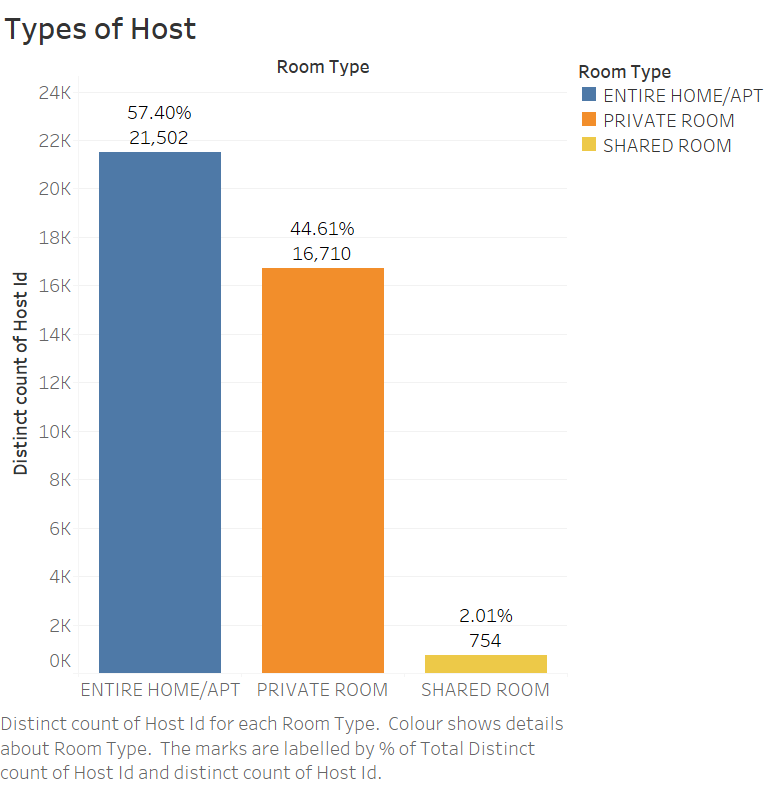 Types of Host
Room Type
Room Type
ENTIRE HOME/APT
PRIVATE ROOM
SHARED ROOM
24K
22K
20K
18K
16K
14K
12K
10K
8K
6K
4K
2K
0K
Distinct count of Host Id
57.40%
21,502
44.61%
16,710
2.01%
754
ENTIRE HOME/APT
PRIVATE ROOM
SHARED ROOM
Distinct count of Host Id for each Room Type.  Colour shows details
about Room Type.  The marks are labelled by % of Total Distinct
count of Host Id and distinct count of Host Id.